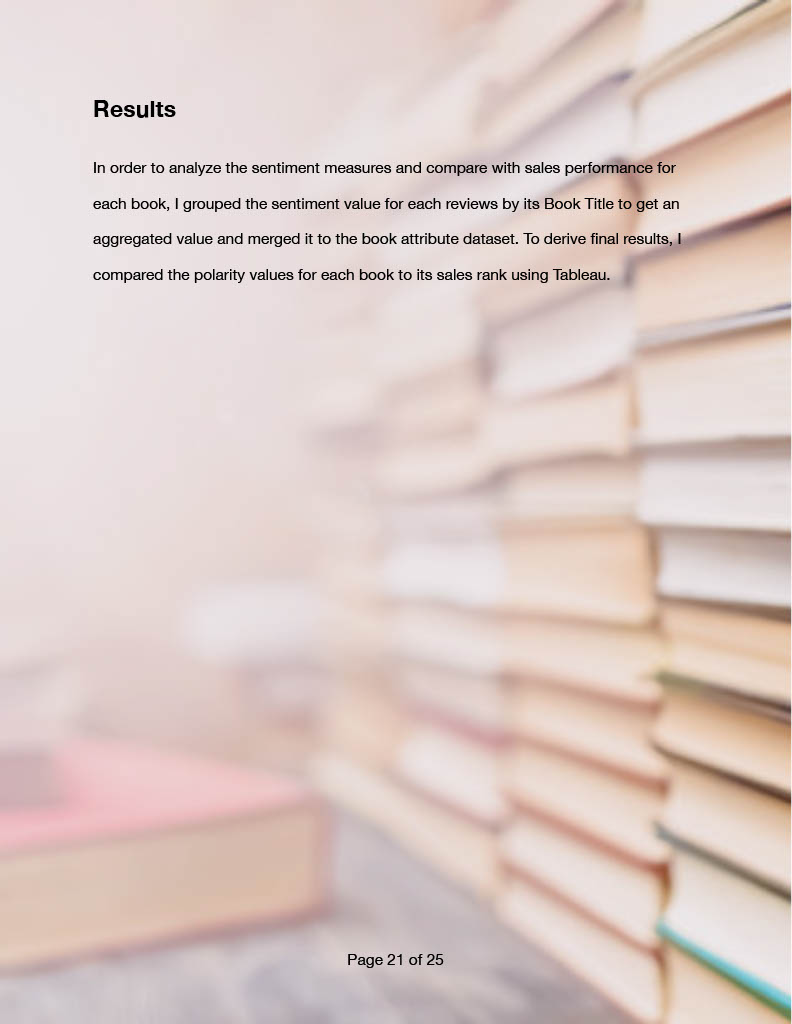 Results
In order to analyze the sentiment measures and compare with sales performance for
each book, I grouped the sentiment value for each reviews by its Book Title to get an
aggregated value and merged it to the book attribute dataset. To derive final results, I
compared the polarity values for each book to its sales rank using Tableau.
Page 21 of 25